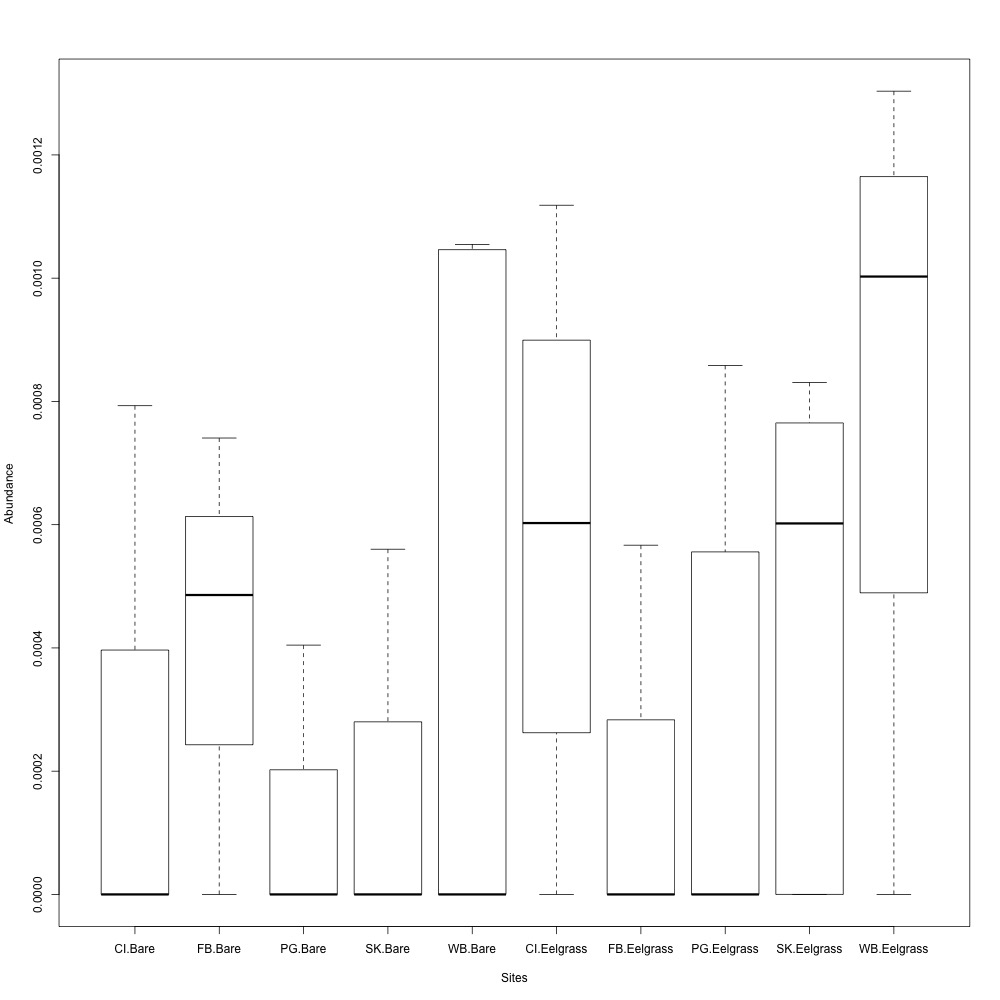 0.0012
0.0010
0.0008
0.0006
0.0004
0.0002
0.0000
Abundance
CI.Bare FB.Bare PG.Bare SK.Bare WB.Bare CI.Eelgrass FB.Eelgrass PG.Eelgrass SK.Eelgrass WB.Eelgrass
Sites